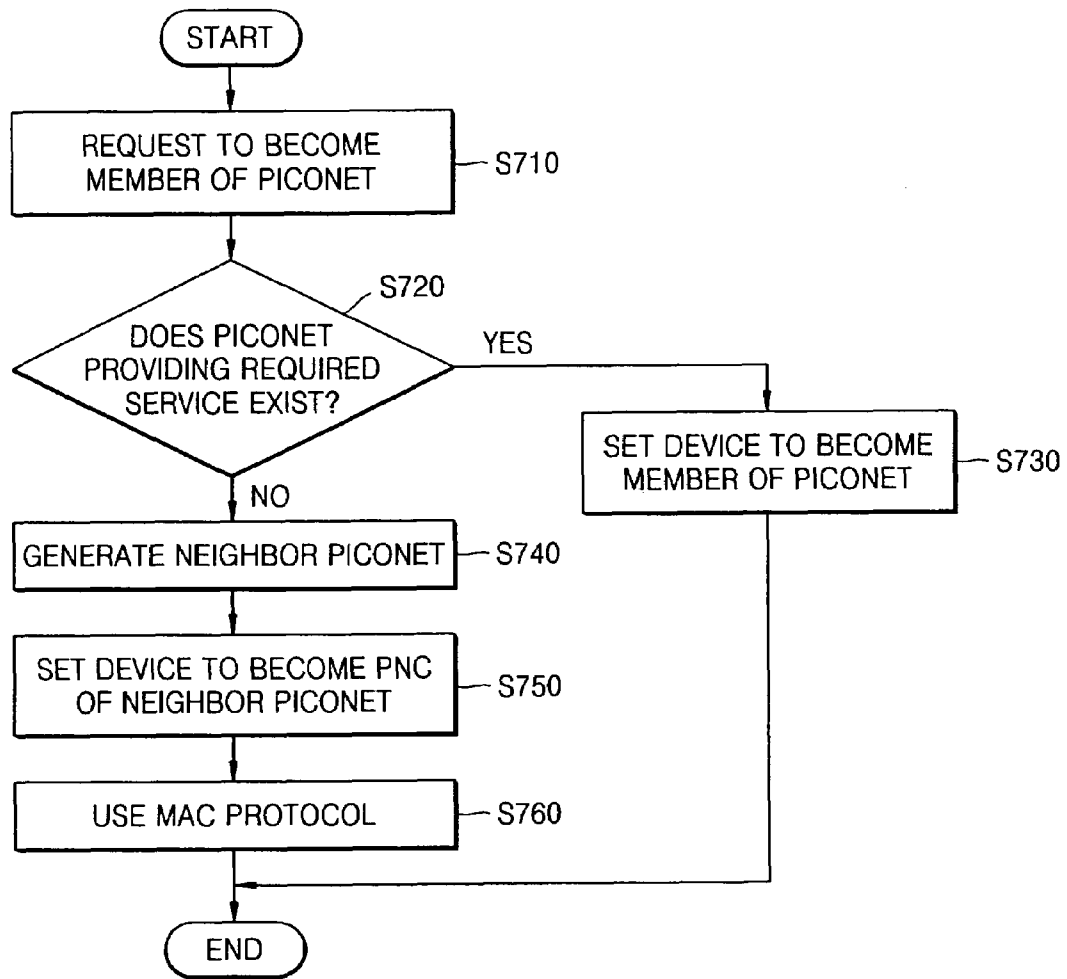 START
REQUEST TO BECOME
MEMBER OF PICONET
S710
S720
DOES PICONET
PROVIDING REQUIRED
SERVICE EXIST?
YES
SET DEVICE TO BECOME
MEMBER OF PICONET
S730
NO
GENERATE NEIGHBOR PICONET
S740
SET DEVICE TO BECOME PNC
OF NEIGHBOR PICONET
S750
USE MAC PROTOCOL
S760
END